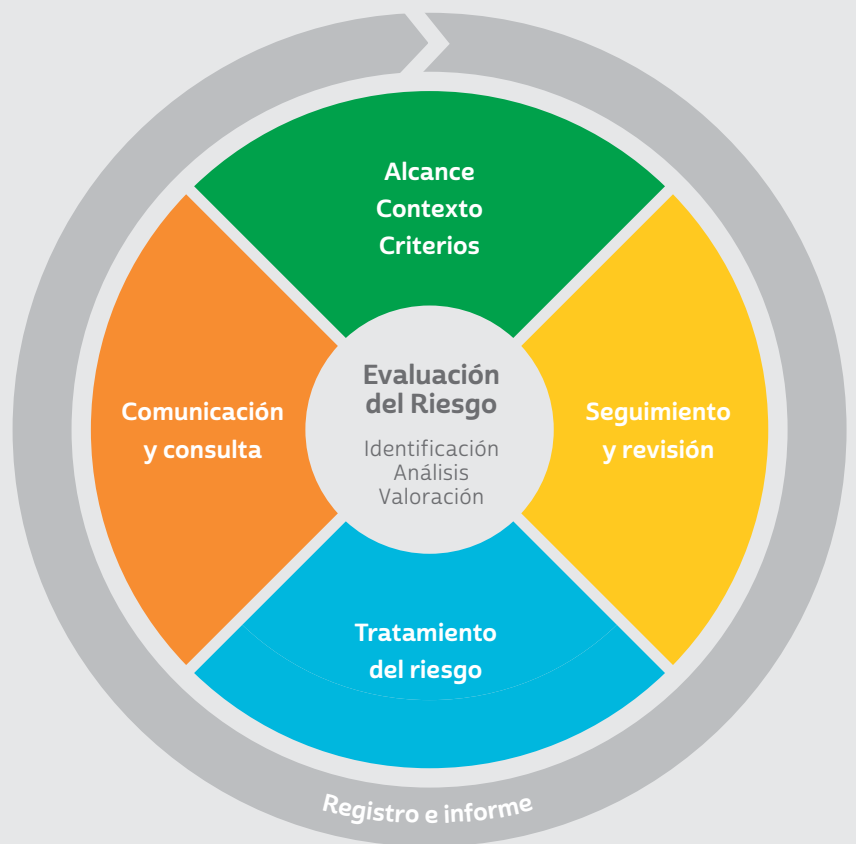 Alcance
Contexto
Criterios
Evaluación
del Riesgo
Identificación
Análisis
Valoración
Comunicación
y consulta
Seguimiento
y revisión
Tratamiento
del riesgo
Registro e informe